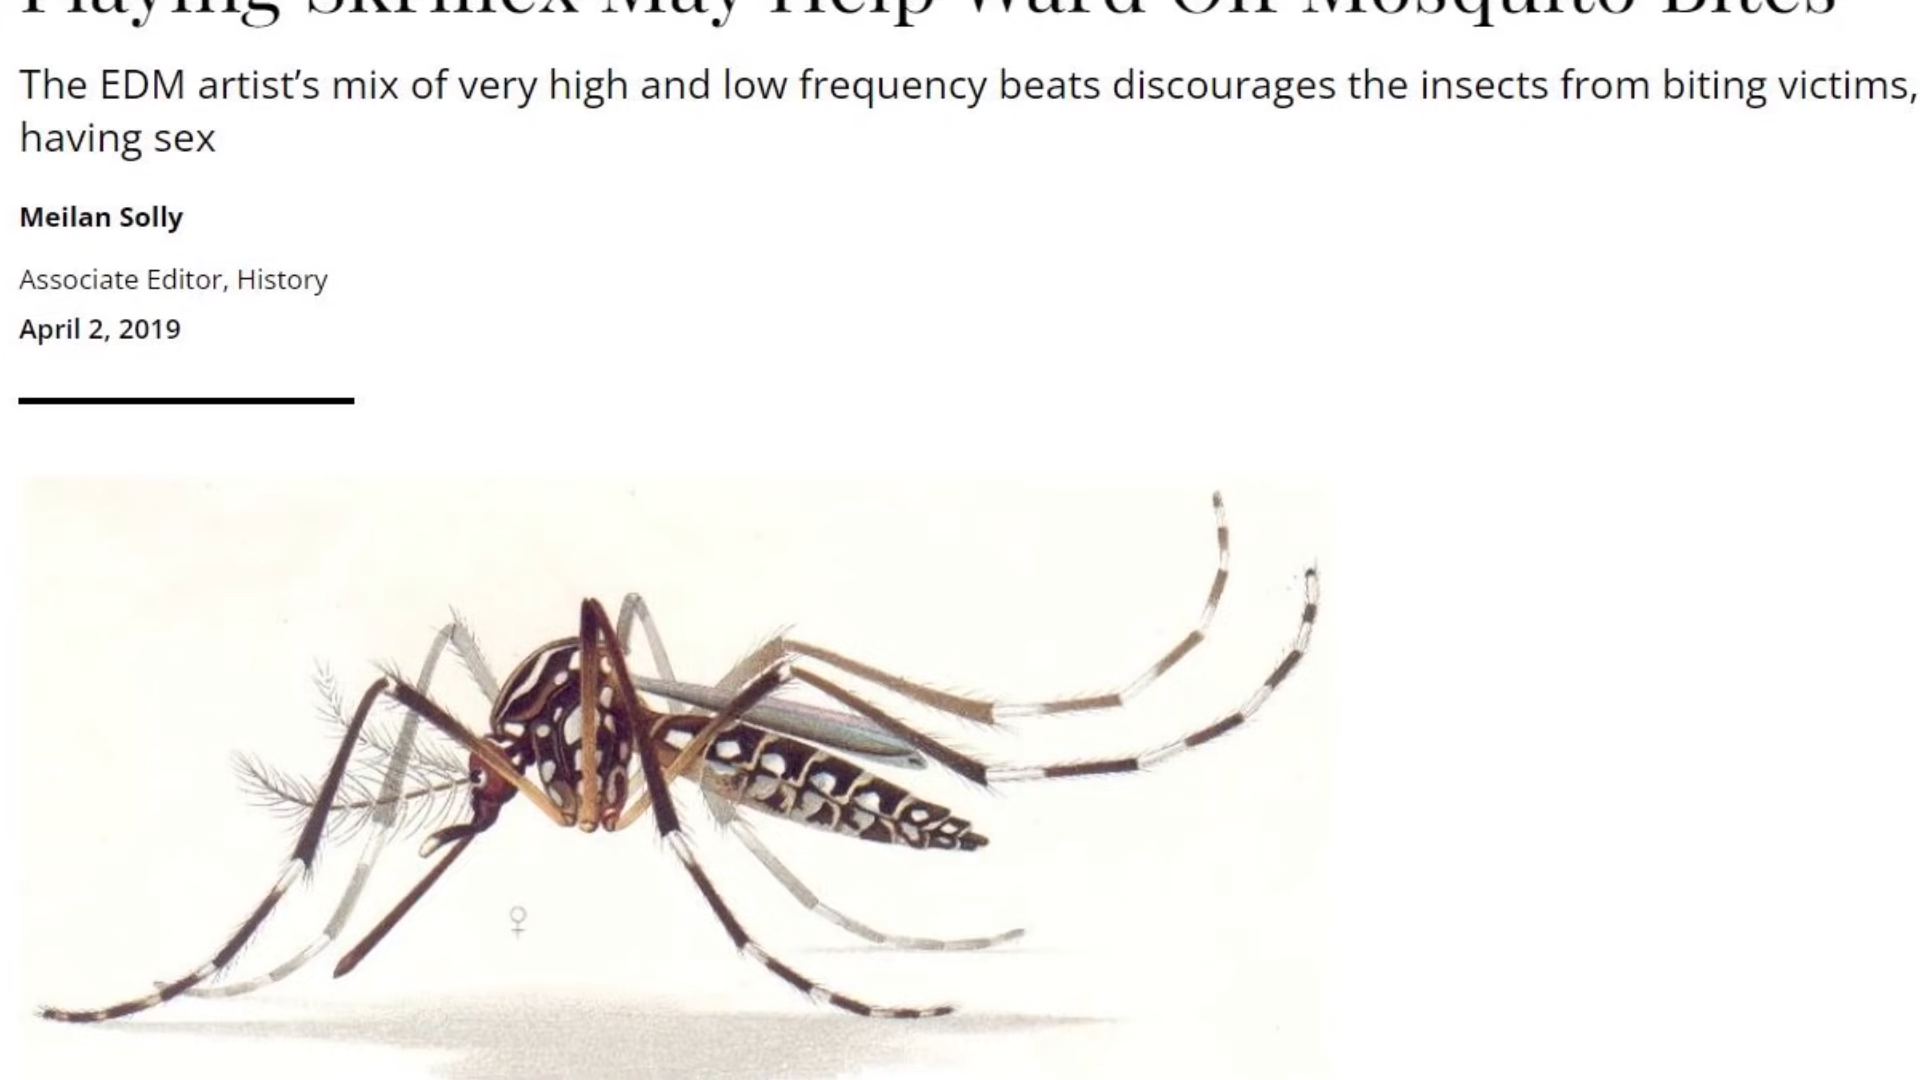 Playing Skrillex May Help Ward Off Mosquito Bites
The EDM artist’s mix of very high and low frequency beats discourages the insects from biting victims,
having sex
Meilan Solly
Associate Editor, History
April 2, 2019
♀